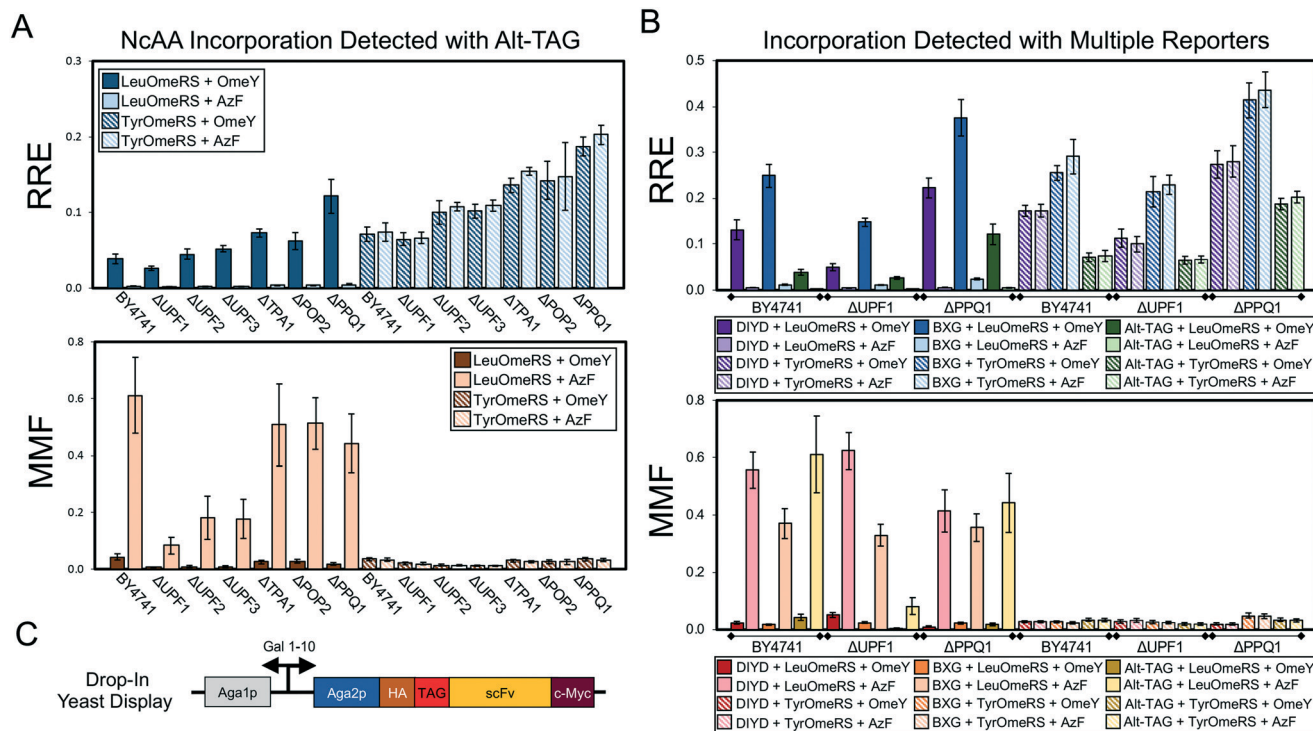 A
NcAA Incorporation Detected with Alt-TAG
0.3
0.2
0.1
0.0
RRE
LeuOmeRS + OmeY
LeuOmeRS + AzF
TyrOmeRS + OmeY
TyrOmeRS + AzF
BY4741
ΔUPF1
ΔUPF2
ΔUPF3
ΔTPA1
ΔPOP2
ΔPPQ1
BY4741
ΔUPF1
ΔUPF2
ΔUPF3
ΔTPA1
ΔPOP2
ΔPPQ1
0.8
0.6
0.4
0.2
0.0
MMF
LeuOmeRS + OmeY
LeuOmeRS + AzF
TyrOmeRS + OmeY
TyrOmeRS + AzF
BY4741
ΔUPF1
ΔUPF2
ΔUPF3
ΔTPA1
ΔPOP2
ΔPPQ1
BY4741
ΔUPF1
ΔUPF2
ΔUPF3
ΔTPA1
ΔPOP2
ΔPPQ1
B
Incorporation Detected with Multiple Reporters
0.5
0.4
0.3
0.2
0.1
0.0
RRE
BY4741 ΔUPF1 ΔPPQ1 BY4741 ΔUPF1 ΔPPQ1
DIYD + LeuOmeRS + OmeY BXG + LeuOmeRS + OmeY Alt-TAG + LeuOmeRS + OmeY
DIYD + LeuOmeRS + AzF BXG + LeuOmeRS + AzF Alt-TAG + LeuOmeRS + AzF
DIYD + TyrOmeRS + OmeY BXG + TyrOmeRS + OmeY Alt-TAG + TyrOmeRS + OmeY
DIYD + TyrOmeRS + AzF BXG + TyrOmeRS + AzF Alt-TAG + TyrOmeRS + AzF
0.8
0.6
0.4
0.2
0.0
MMF
BY4741 ΔUPF1 ΔPPQ1 BY4741 ΔUPF1 ΔPPQ1
DIYD + LeuOmeRS + OmeY BXG + LeuOmeRS + OmeY Alt-TAG + LeuOmeRS + OmeY
DIYD + LeuOmeRS + AzF BXG + LeuOmeRS + AzF Alt-TAG + LeuOmeRS + AzF
DIYD + TyrOmeRS + OmeY BXG + TyrOmeRS + OmeY Alt-TAG + TyrOmeRS + OmeY
DIYD + TyrOmeRS + AzF BXG + TyrOmeRS + AzF Alt-TAG + TyrOmeRS + AzF
C
Drop-In
Yeast Display
Gal 1-10
Aga1p Aga2p HA TAG scFv c-Myc